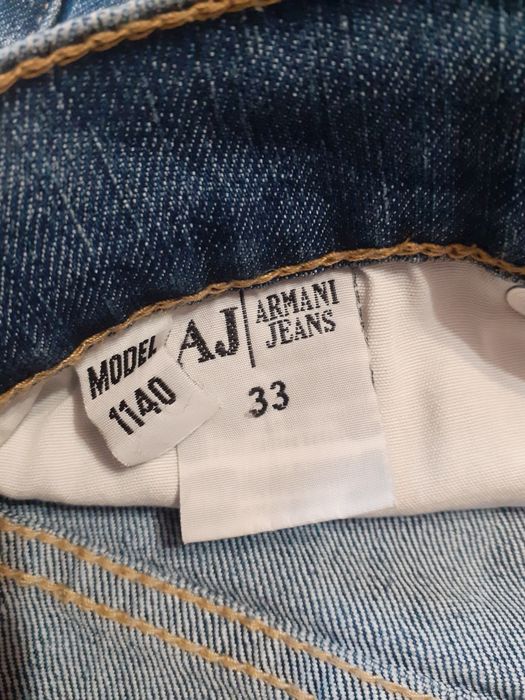 MODEL
1140
AJ
ARMANI
JEANS
33